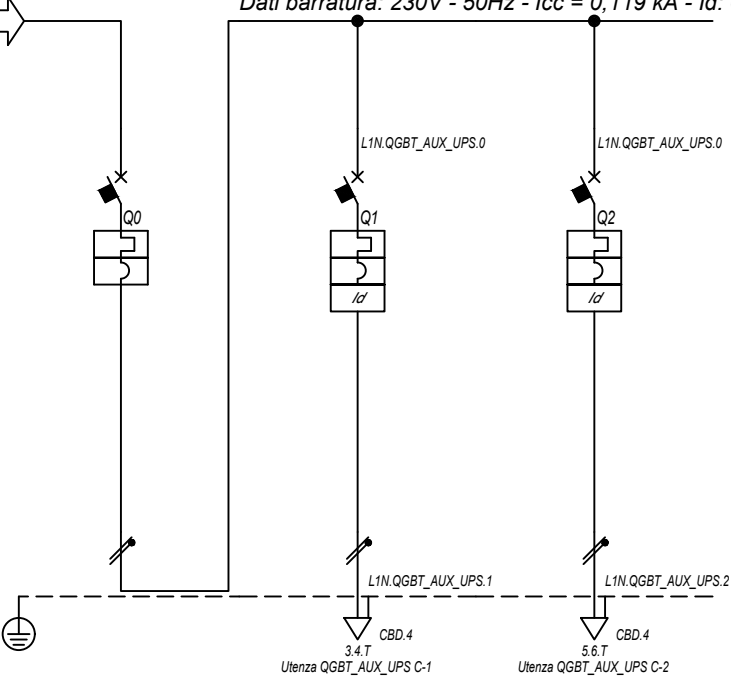 Dati barratura: 230V - 50Hz - Icc = 0,119 kA - Id:
L1N.QGBT_AUX_UPS.0
L1N.QGBT_AUX_UPS.0
Q0
Q1
Q2
Id
Id
L1N.QGBT_AUX_UPS.1
L1N.QGBT_AUX_UPS.2
CBD.4
CBD.4
3.4.T
5.6.T
Utenza QGBT_AUX_UPS C-1
Utenza QGBT_AUX_UPS C-2